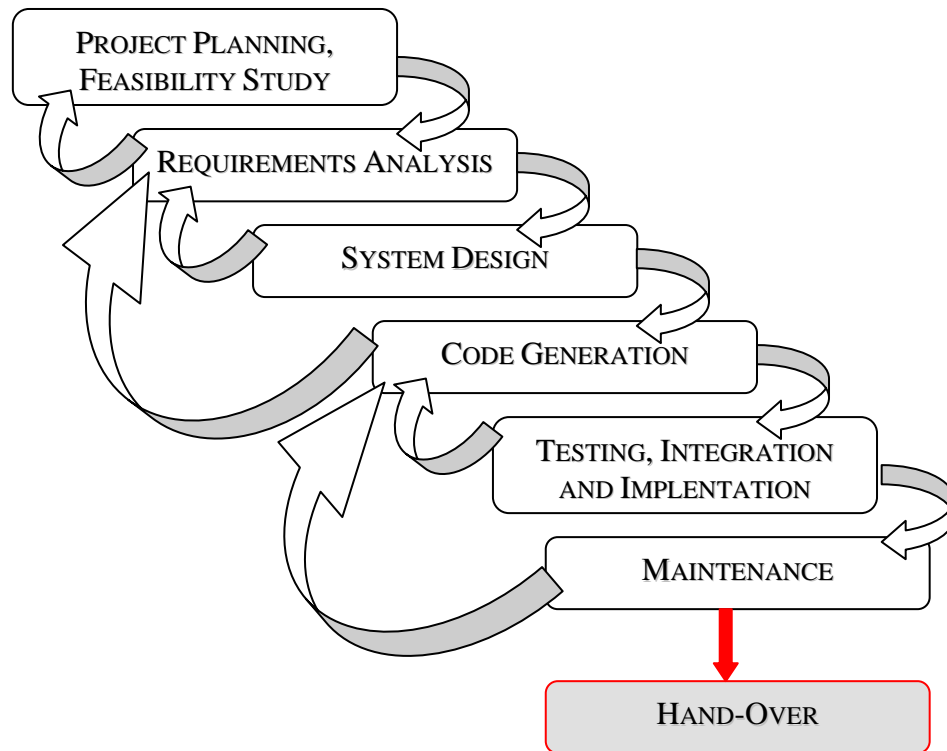 PROJECT PLANNING,
FEASIBILITY STUDY
REQUIREMENTS ANALYSIS
SYSTEM DESIGN
CODE GENERATION
TESTING, INTEGRATION
AND IMPLENTATION
MAINTENANCE
HAND-OVER